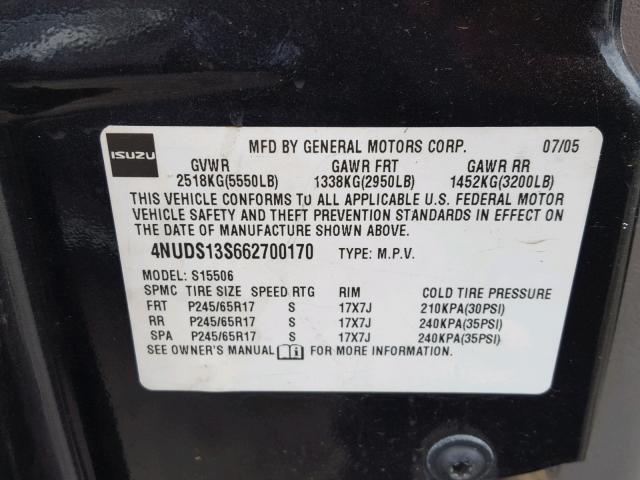 ISUZU
MFD BY GENERAL MOTORS CORP. 07/05
GVWR GAWR FRT GAWR RR
2518KG(5550LB) 1338KG(2950LB) 1452KG(3200LB)
THIS VEHICLE CONFORMS TO ALL APPLICABLE U.S. FEDERAL MOTOR
VEHICLE SAFETY AND THEFT PREVENTION STANDARDS IN EFFECT ON
THE DATE OF MANUFACTURE SHOWN ABOVE.
4NUDS13S662700170 TYPE: M.P.V.
MODEL: S15506
SPMC TIRE SIZE SPEED RTG RIM COLD TIRE PRESSURE
FRT P245/65R17 S 17X7J 210KPA(30PSI)
RR P245/65R17 S 17X7J 240KPA(35PSI)
SPA P245/65R17 S 17X7J 240KPA(35PSI)
SEE OWNER'S MANUAL FOR MORE INFORMATION.